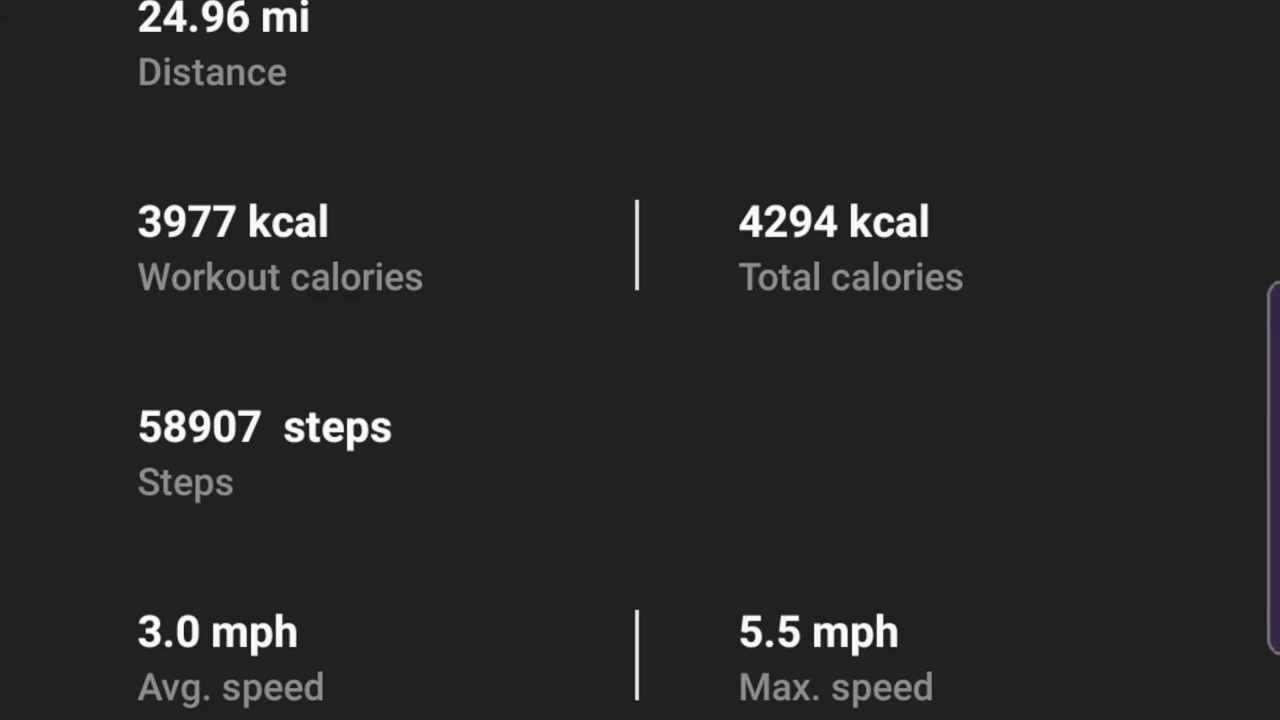 24.96 mi
Distance
3977 kcal
4294 kcal
Workout calories
Total calories
58907 steps
Steps
3.0 mph
5.5 mph
Avg. speed
Max. speed